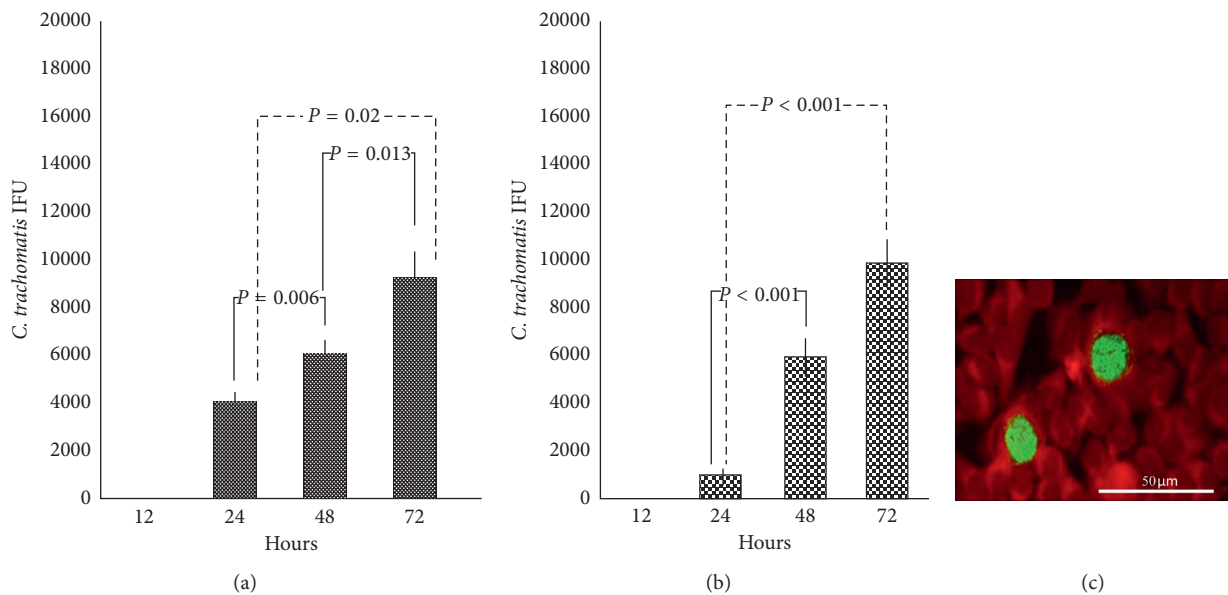 C. trachomatis IFU
20000
18000
16000
14000
12000
10000
8000
6000
4000
2000
0
P = 0.02
P = 0.013
P = 0.006
12 24 48 72
Hours
(a)
C. trachomatis IFU
20000
18000
16000
14000
12000
10000
8000
6000
4000
2000
0
P < 0.001
P < 0.001
12 24 48 72
Hours
(b)
50 μm
(c)